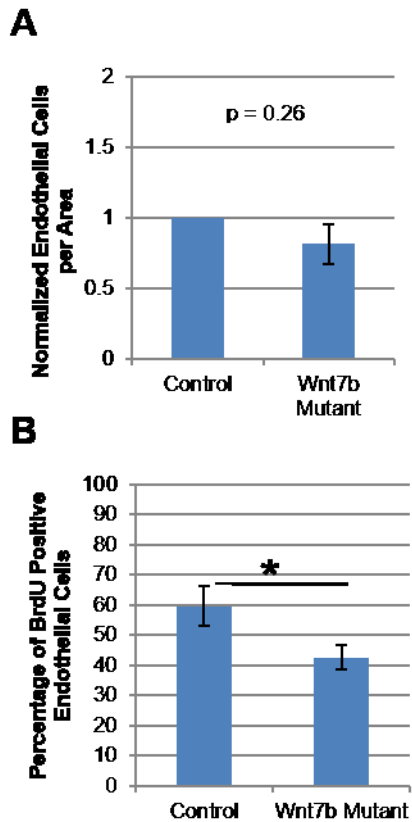 A
Normalized Endothelial Cells
per Area
2
1.5
1
0.5
0
p = 0.26
Control
Wnt7b
Mutant
B
Percentage of BrdU Positive
Endothelial Cells
100
90
80
70
60
50
40
30
20
10
0
*
Control
Wnt7b Mutant